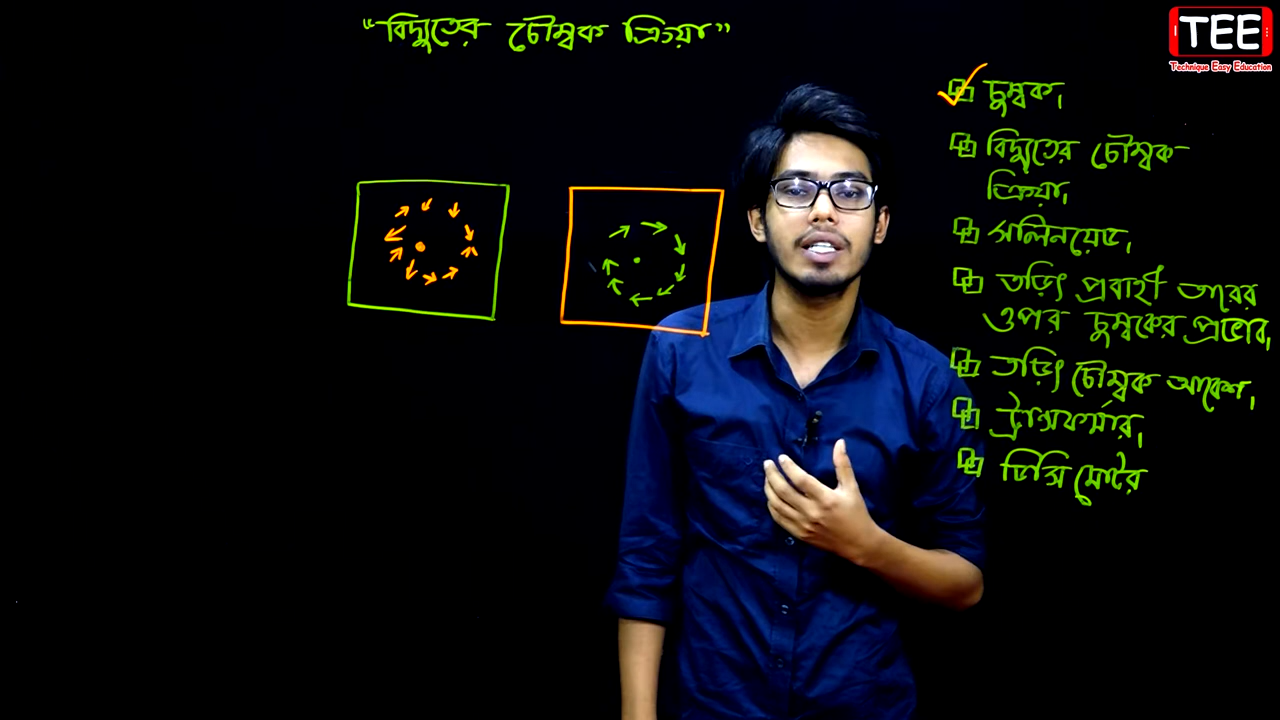 “বিদ্যুতের চৌম্বক ক্রিয়া”
TEE
Technique Easy Education
চুম্বক।
বিদ্যুতের চৌম্বক
ক্রিয়া।
সলিনয়েড।
তড়িৎ প্রবাহী তারের
ওপর চুম্বকের প্রভাব।
তড়িৎ চৌম্বক আবেশ।
ট্রান্সফর্মার।
ডিসি মোটর